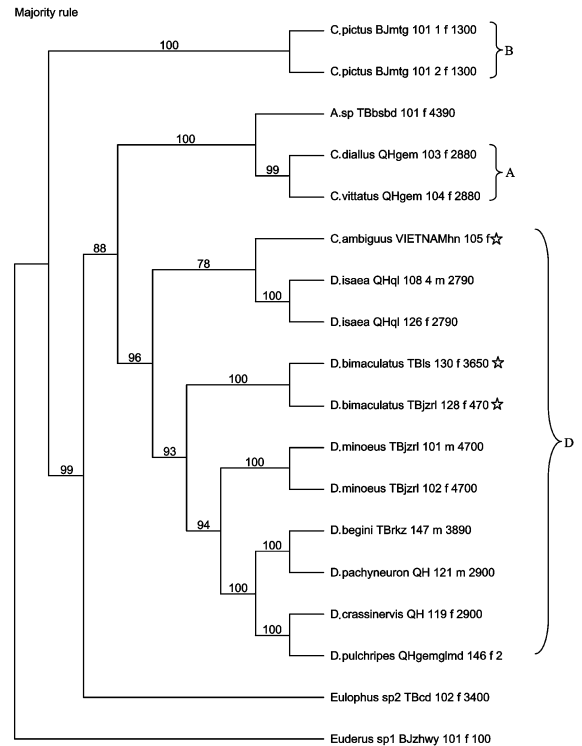 Majority rule
100
C.pictus BJmtg 101 1 f 1300
C.pictus BJmtg 101 2 f 1300
B
100
A.sp TBbsbd 101 f 4390
99
C.diallus QHgem 103 f 2880
C.vittatus QHgem 104 f 2880
A
88
78
C.ambiguus VIETNAMhn 105 f☆
100
D.isaea QHql 108 4 m 2790
D.isaea QHql 126 f 2790
96
100
D.bimaculatus TBls 130 f 3650 ☆
D.bimaculatus TBjzrl 128 f 470 ☆
D
93
100
D.minoeus TBjzrl 101 m 4700
D.minoeus TBjzrl 102 f 4700
99
94
100
D.begini TBrkz 147 m 3890
D.pachyneuron QH 121 m 2900
100
100
D.crassinervis QH 119 f 2900
D.pulchripes QHgemglmd 146 f 2
Eulophus sp2 TBcd 102 f 3400
Euderus sp1 BJzhwy 101 f 100